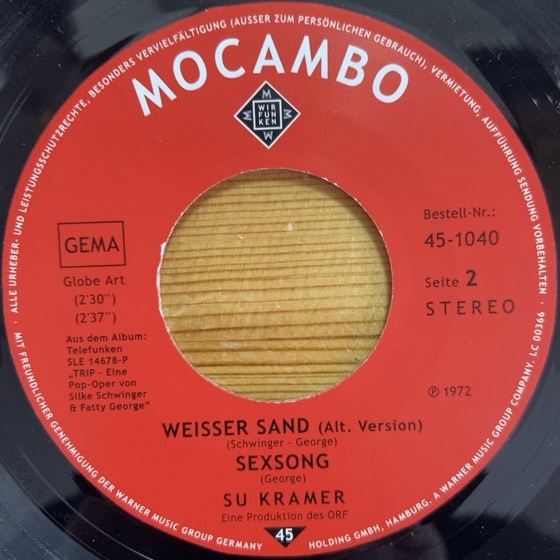 ALLE URHEBER- UND LEISTUNGSSCHUTZRECHTE, BESONDERS VERVIELFÄLTIGUNG (AUSSER ZUM PERSÖNLICHEN GEBRAUCH), VERMIETUNG, AUFFÜHRUNG SENDUNG VORBEHALTEN
MOCAMBO
M
M WIR M
FUN
KEN
M
Bestell-Nr.:
45-1040
GEMA
Seite 2
STEREO
Globe Art
(2'30")
(2'37")
Aus dem Album:
Telefunken
SLE 14678-P
„TRIP - Eine
Pop-Oper von
Silke Schwinger
& Fatty George“
℗ 1972
WEISSER SAND (Alt. Version)
(Schwinger - George)
SEXSONG
(George)
SU KRAMER
Eine Produktion des ORF
45
· MIT FREUNDLICHER GENEHMIGUNG DER WARNER MUSIC GROUP GERMANY HOLDING GMBH, HAMBURG, A WARNER MUSIC GROUP COMPANY. LC 00366 ·